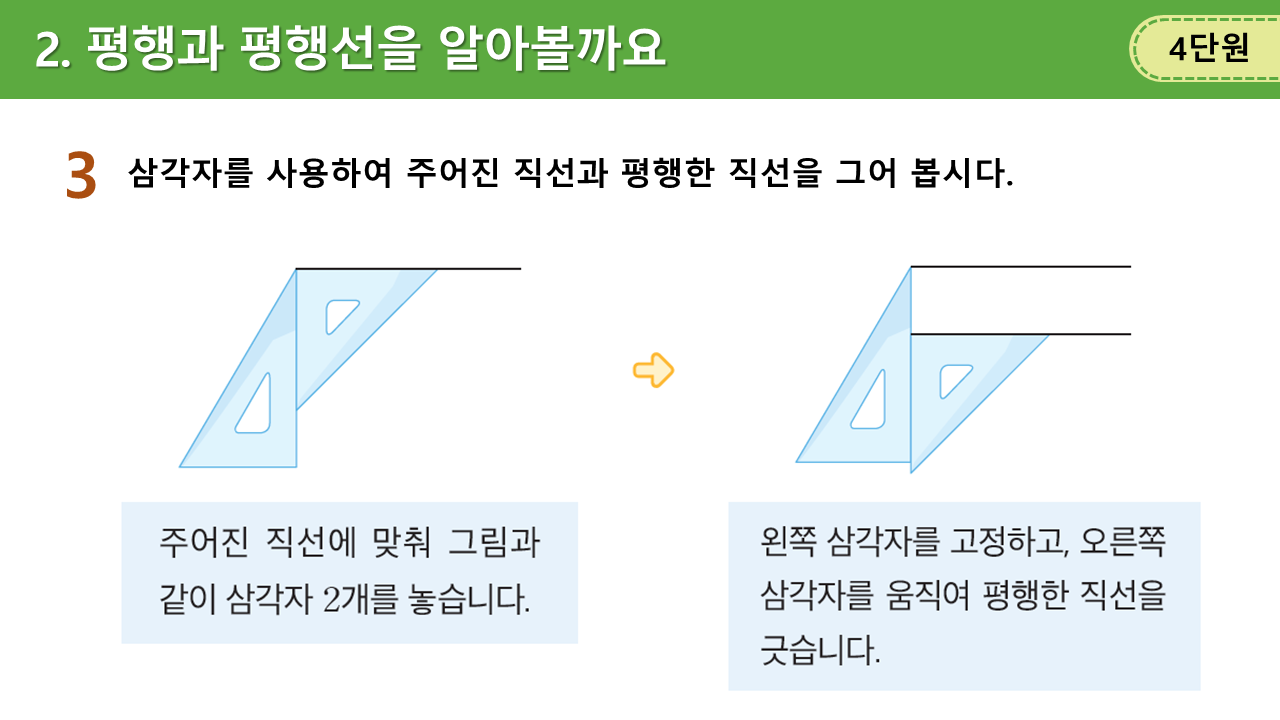 2. 평행과 평행선을 알아볼까요
4단원
3 삼각자를 사용하여 주어진 직선과 평행한 직선을 그어 봅시다.
주어진 직선에 맞춰 그림과
같이 삼각자 2개를 놓습니다.
왼쪽 삼각자를 고정하고, 오른쪽
삼각자를 움직여 평행한 직선을
긋습니다.